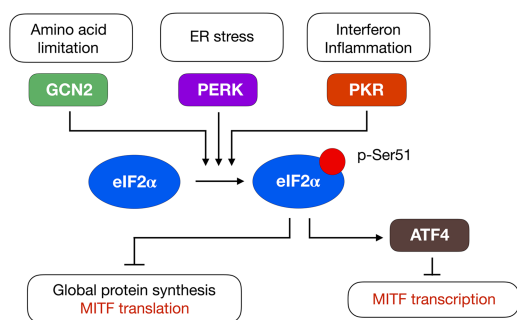 Amino acid
limitation
ER stress
Interferon
Inflammation
GCN2
PERK
PKR
p-Ser51
eIF2α
eIF2α
ATF4
Global protein synthesis
MITF translation
MITF transcription